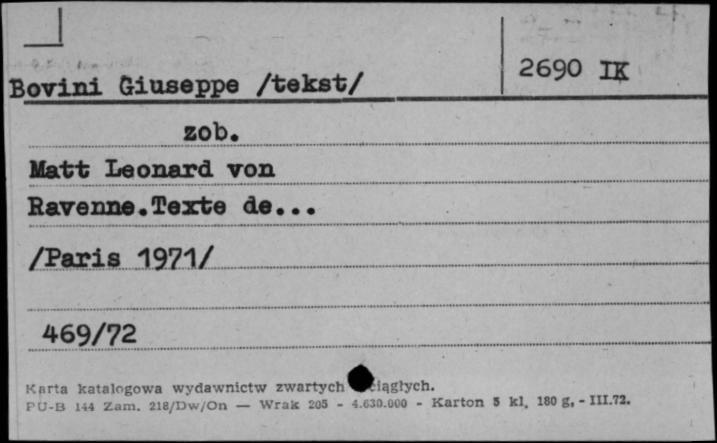 2690 IK
Bovini Giuseppe /tekst/
zob.
Matt Leonard von
Ravenne.Texte de...
/Paris 1971/
469/72
Karta katalogowa wydawnictw zwartych ciągłych.
PU-B 144 Zam. 218/Dw/On — Wrak 205 - 4.630.000 - Karton 5 kl, 180 g, - III.72.